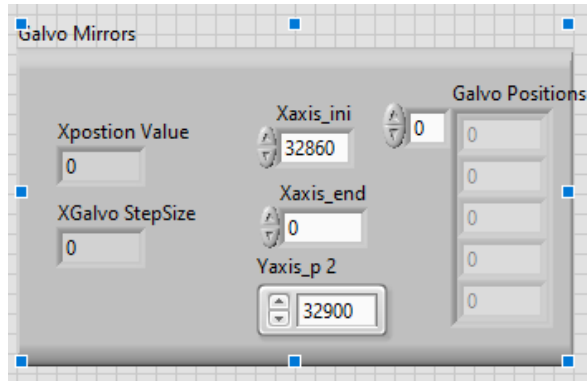 Galvo Mirrors
Xpostion Value
0
XGalvo StepSize
0
Xaxis_ini
32860
Xaxis_end
0
Yaxis_p 2
32900
Galvo Positions
0
0
0
0
0
0